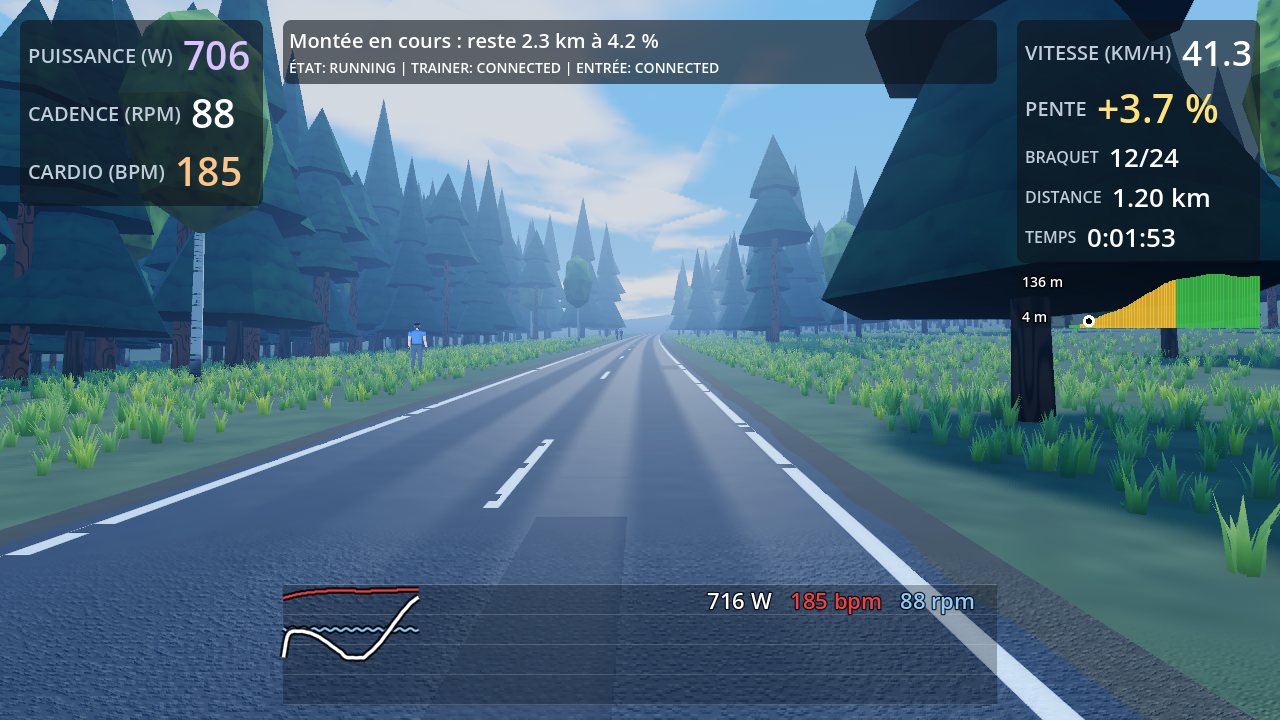 PUISSANCE (W) 706
CADENCE (RPM) 88
CARDIO (BPM) 185
Montée en cours : reste 2.3 km à 4.2 %
ÉTAT: RUNNING | TRAINER: CONNECTED | ENTRÉE: CONNECTED
VITESSE (KM/H) 41.3
PENTE +3.7 %
BRAQUET 12/24
DISTANCE 1.20 km
TEMPS 0:01:53
136 m
4 m
716 W 185 bpm 88 rpm